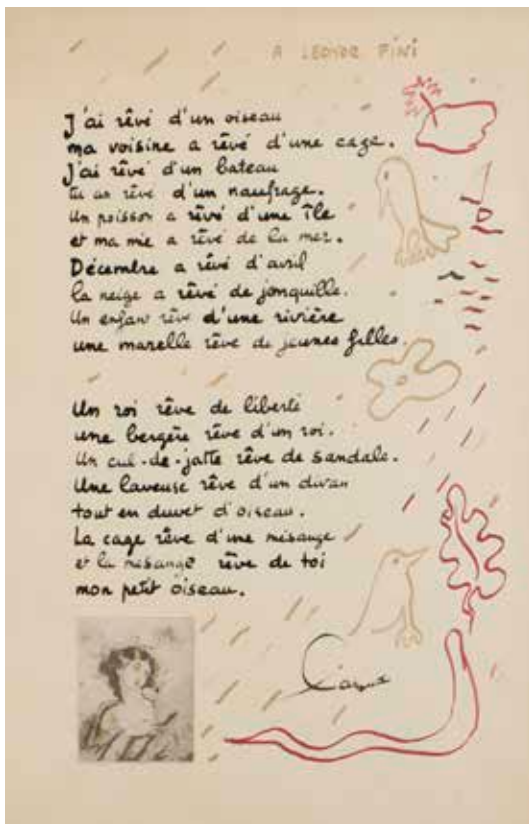 A LEONOR FINI
J'ai rêvé d'un oiseau
ma voisine a rêvé d'une cage.
J'ai rêvé d'un bateau
tu as rêvé d'un naufrage.
Un poisson a rêvé d'une île
et ma mie a rêvé de la mer.
Décembre a rêvé d'avril
la neige a rêvé de jonquille.
Un enfant rêve d'une rivière
une marelle rêve de jeunes filles.
Un roi rêve de liberté
une bergère rêve d'un roi.
Un cul-de-jatte rêve de sandale.
Une laveuse rêve d'un divan
tout en duvet d'oiseau.
La cage rêve d'une mésange
et la mésange rêve de toi
mon petit oiseau.